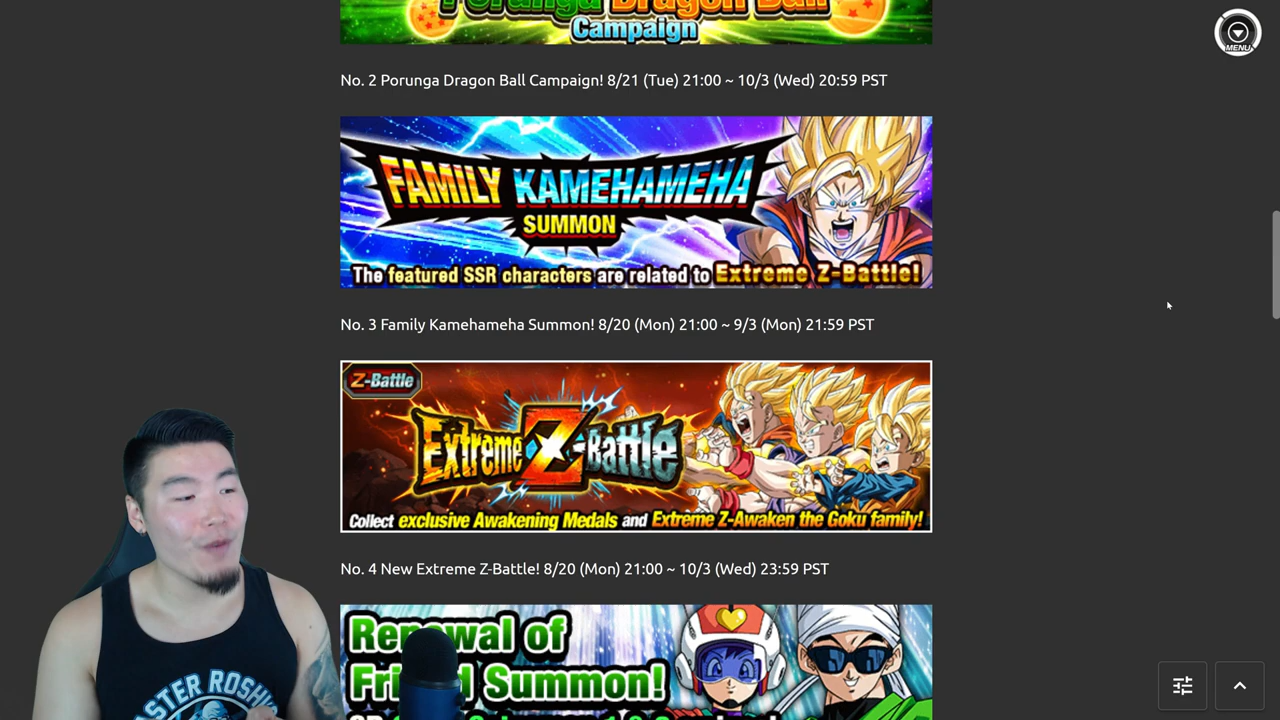 Porunga Dragon Ball
Campaign
MENU
No. 2 Porunga Dragon Ball Campaign! 8/21 (Tue) 21:00 ~ 10/3 (Wed) 20:59 PST
FAMILY KAMEHAMEHA
SUMMON
The featured SSR characters are related to Extreme Z-Battle!
No. 3 Family Kamehameha Summon! 8/20 (Mon) 21:00 ~ 9/3 (Mon) 21:59 PST
Z-Battle
Extreme Z-Battle
Collect exclusive Awakening Medals and Extreme Z-Awaken the Goku family!
No. 4 New Extreme Z-Battle! 8/20 (Mon) 21:00 ~ 10/3 (Wed) 23:59 PST
Renewal of
Friend Summon!
MASTER ROSHI